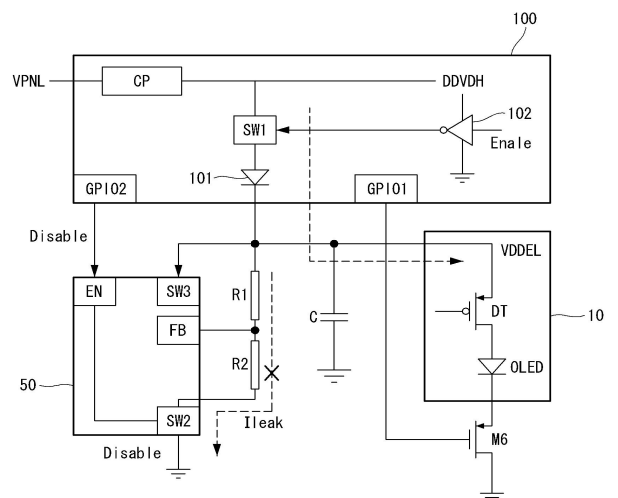 100
VPNL
CP
DDVDH
102
SW1
Enale
101
GPIO2
GPIO1
Disable
VDDEL
EN
SW3
R1
DT
10
FB
C
R2
OLED
50
SW2
Ileak
M6
Disable